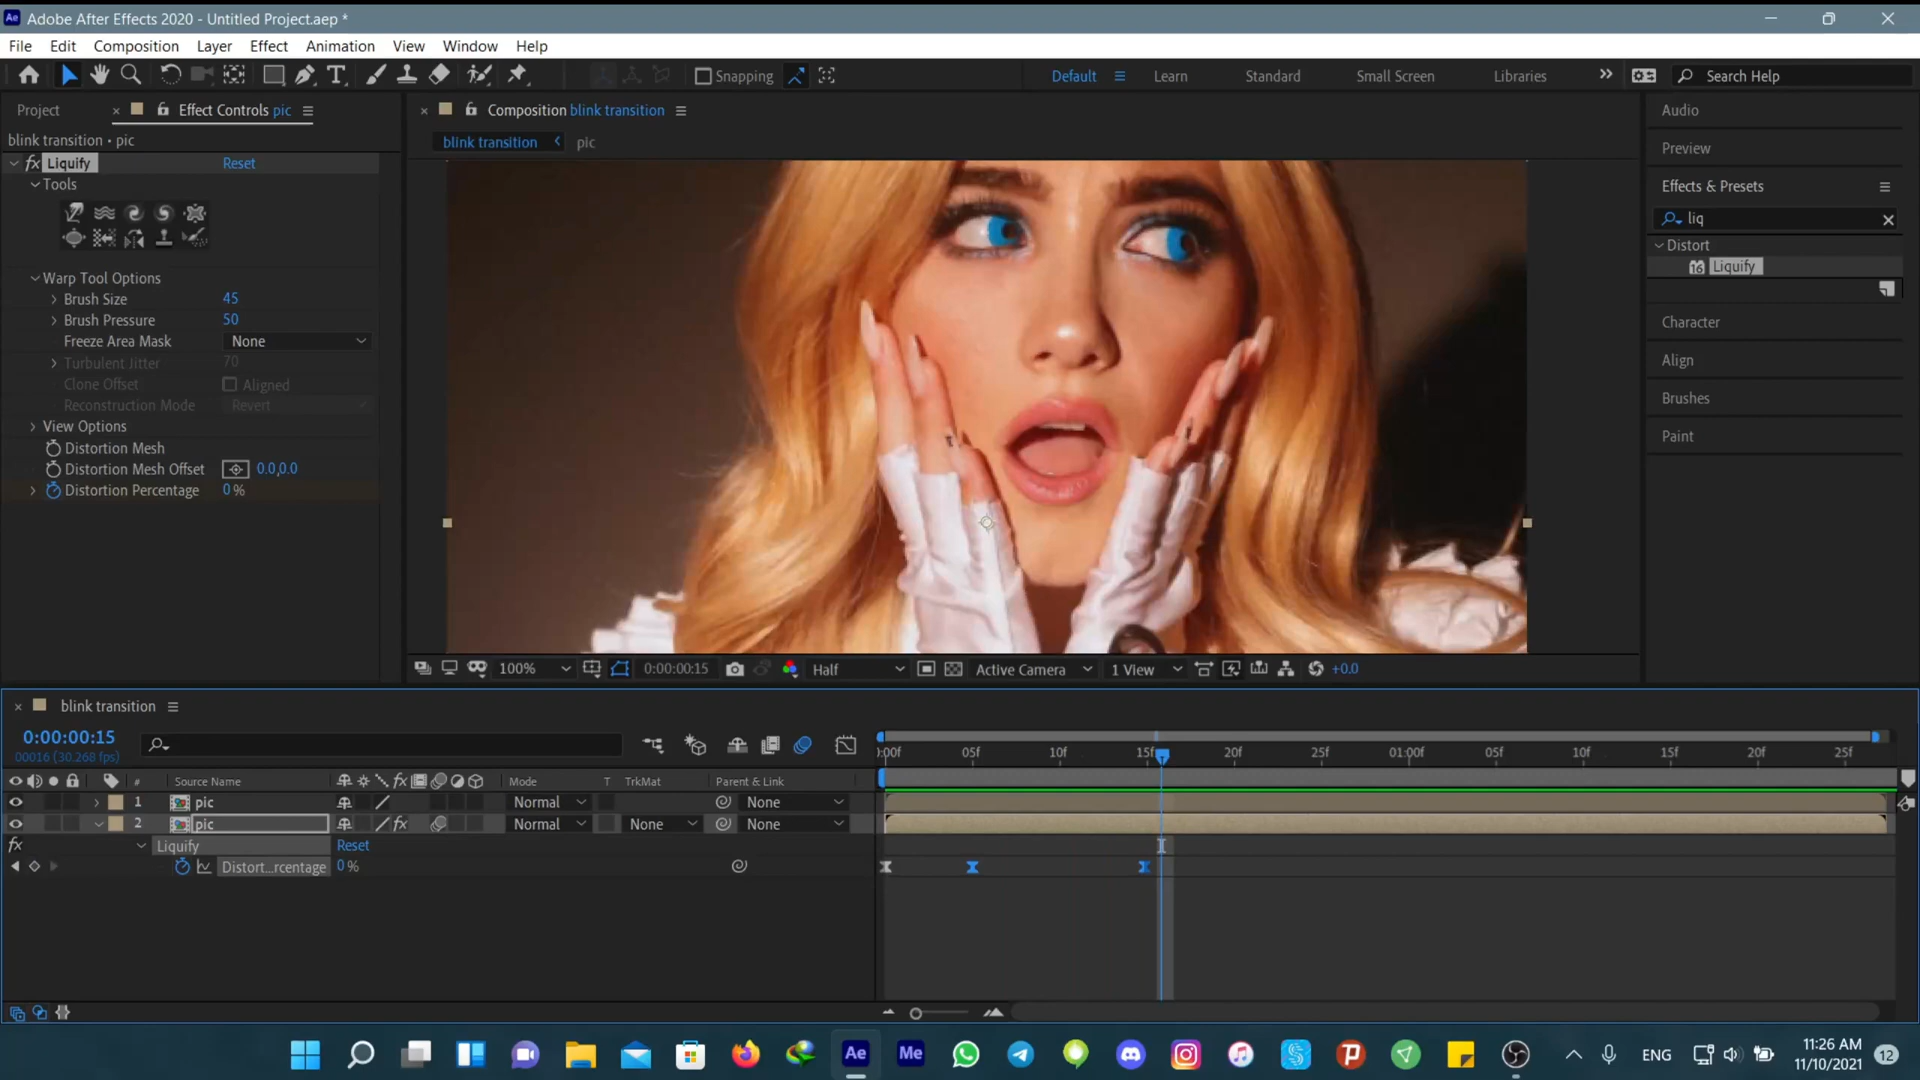 Adobe After Effects 2020 - Untitled Project.aep *
File Edit Composition Layer Effect Animation View Window Help
Snapping Default Learn Standard Small Screen Libraries Search Help
Project Effect Controls pic Composition blink transition Audio
blink transition • pic
blink transition pic Preview
Liquify Reset
Tools
Effects & Presets
liq
Distort
Liquify
Warp Tool Options
Brush Size 45
Brush Pressure 50
Freeze Area Mask None
Turbulent Jitter 70
Clone Offset Aligned
Reconstruction Mode Revert
View Options
Distortion Mesh
Distortion Mesh Offset 0.0,0.0
Distortion Percentage 0 %
Character
Align
Brushes
Paint
100% 0:00:00:15 Half Active Camera 1 View +0.0
blink transition
0:00:00:15
00016 (30.268 fps)
:00f 05f 10f 15f 20f 25f 01:00f 05f 10f 15f 20f 25f
# Source Name Mode T TrkMat Parent & Link
1 pic Normal None
2 pic Normal None None
Liquify Reset
Distort...rcentage 0 %
Ae Me ENG 11:26 AM
11/10/2021 12